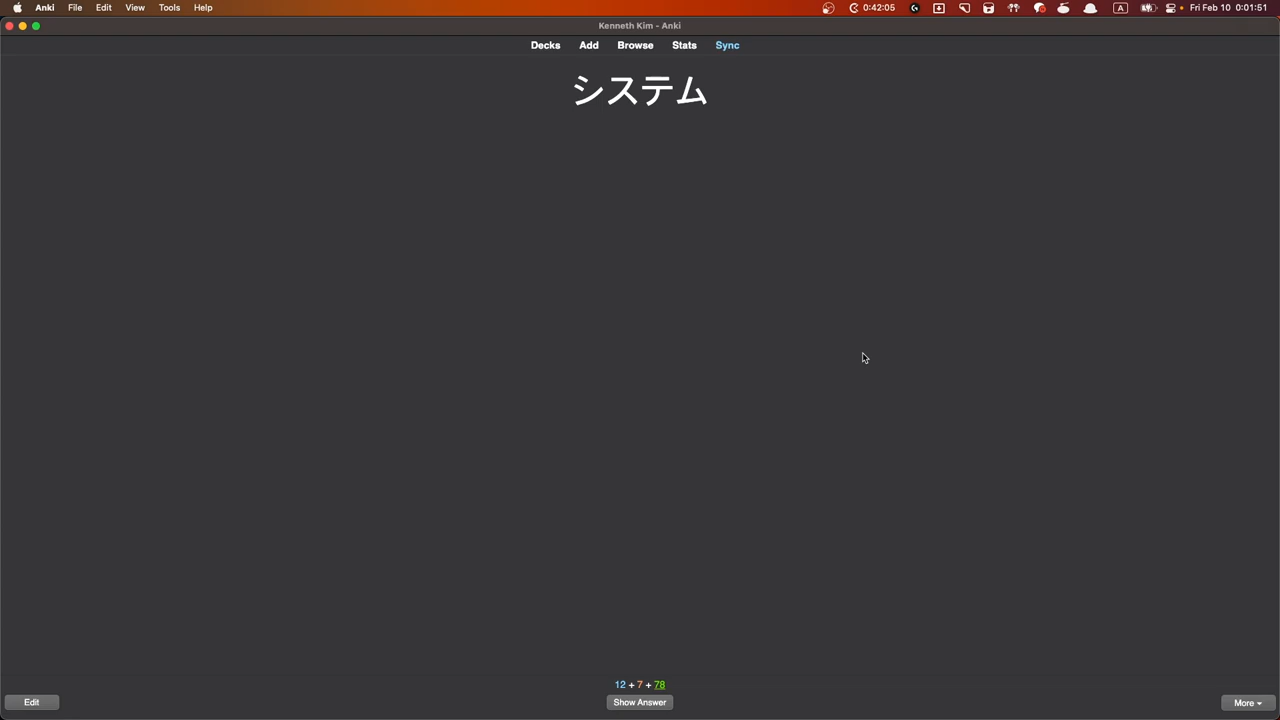 Anki File Edit View Tools Help 0:42:05 A Fri Feb 10 0:01:51
Kenneth Kim - Anki
Decks Add Browse Stats Sync
システム
12 + 7 + 78
Edit Show Answer More